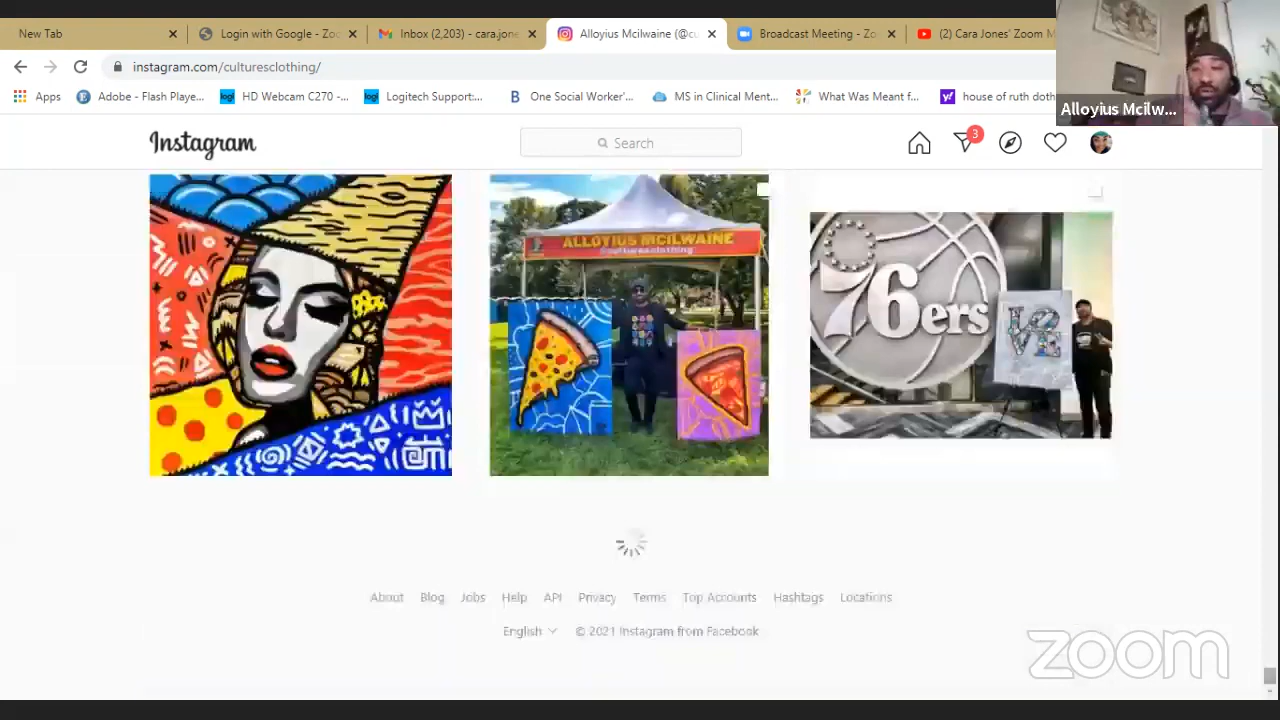 New Tab
Login with Google - Zoo
Inbox (2,203) - cara.jone
Alloyius Mcilwaine (@cu
Broadcast Meeting - Zo
(2) Cara Jones' Zoom M
instagram.com/culturesclothing/
Apps
Adobe - Flash Playe...
HD Webcam C270 -...
Logitech Support:...
One Social Worker'...
MS in Clinical Ment...
What Was Meant f...
house of ruth doth
Alloyius Mcilw...
Instagram
Search
3
ALLOYIUS MCILWAINE
@culturesclothing
76ers
LOVE
About Blog Jobs Help API Privacy Terms Top Accounts Hashtags Locations
English © 2021 Instagram from Facebook
zoom